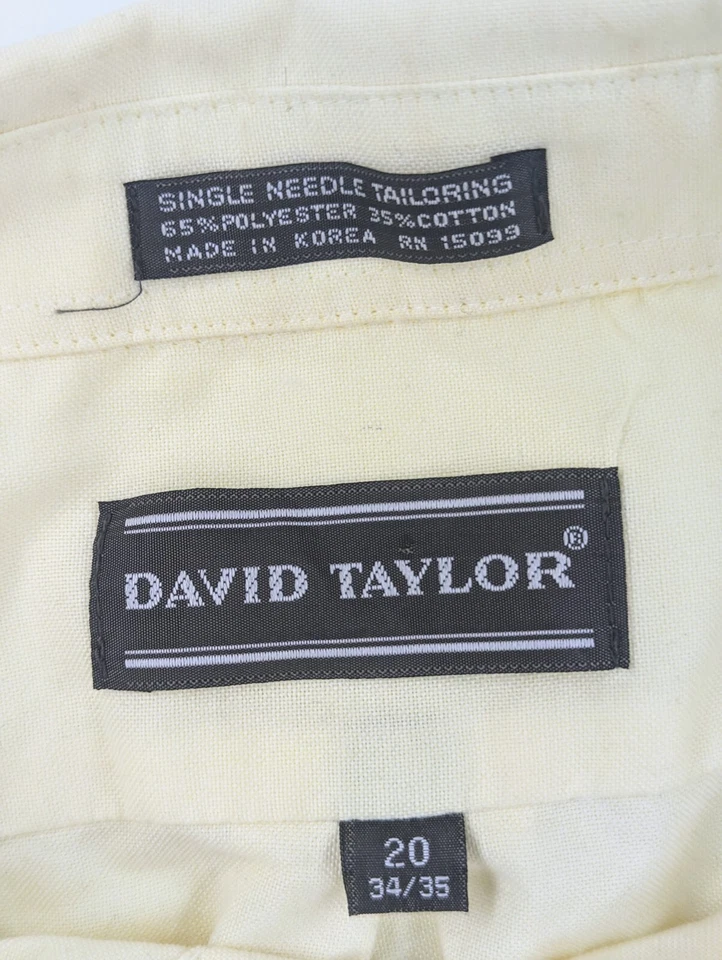 SINGLE NEEDLE TAILORING
65%POLYESTER 35%COTTON
MADE IN KOREA RN 15099
DAVID TAYLOR®
20
34/35